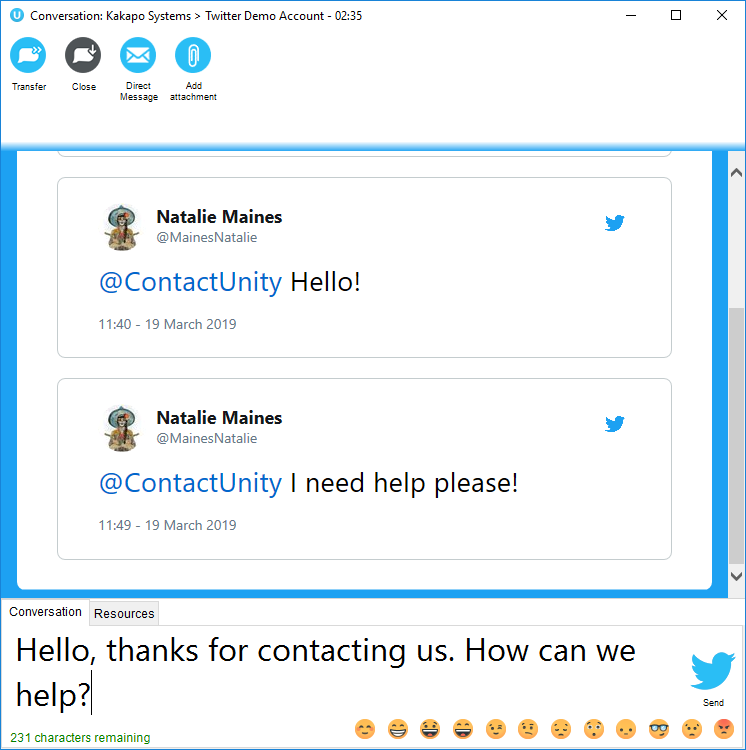 Conversation: Kakapo Systems > Twitter Demo Account - 02:35
Transfer
Close
Direct
Message
Add
attachment
Natalie Maines
@MainesNatalie
@ContactUnity Hello!
11:40 - 19 March 2019
Natalie Maines
@MainesNatalie
@ContactUnity I need help please!
11:49 - 19 March 2019
Conversation
Resources
Hello, thanks for contacting us. How can we
help?
Send
231 characters remaining